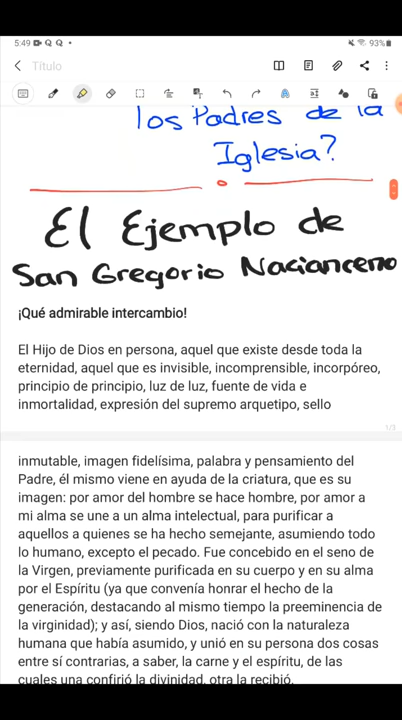 5:49
93%
Título
los Padres de la
Iglesia?
El Ejemplo de
San Gregorio Nacianceno
¡Qué admirable intercambio!
El Hijo de Dios en persona, aquel que existe desde toda la
eternidad, aquel que es invisible, incomprensible, incorpóreo,
principio de principio, luz de luz, fuente de vida e
inmortalidad, expresión del supremo arquetipo, sello
1/3
inmutable, imagen fidelísima, palabra y pensamiento del
Padre, él mismo viene en ayuda de la criatura, que es su
imagen: por amor del hombre se hace hombre, por amor a
mi alma se une a un alma intelectual, para purificar a
aquellos a quienes se ha hecho semejante, asumiendo todo
lo humano, excepto el pecado. Fue concebido en el seno de
la Virgen, previamente purificada en su cuerpo y en su alma
por el Espíritu (ya que convenía honrar el hecho de la
generación, destacando al mismo tiempo la preeminencia de
la virginidad); y así, siendo Dios, nació con la naturaleza
humana que había asumido, y unió en su persona dos cosas
entre sí contrarias, a saber, la carne y el espíritu, de las
cuales una confirió la divinidad, otra la recibió.